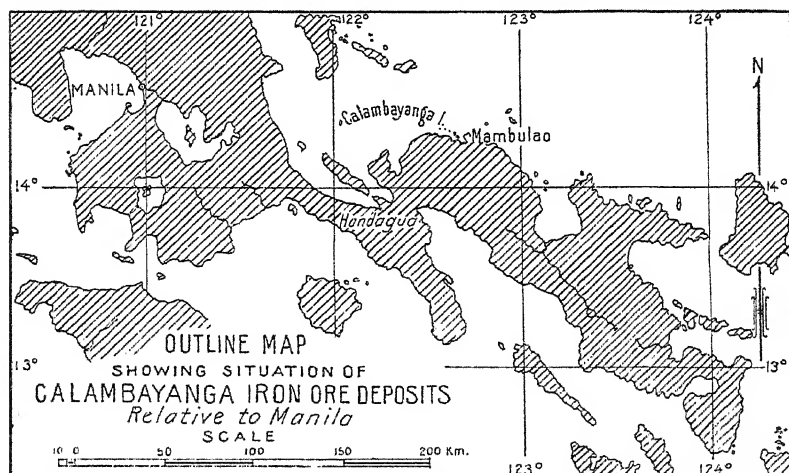 121° 122° 123° 124°
N
MANILA
Calambayanga I.
Mambulao
14° 14°
Hondagua
13° 13°
OUTLINE MAP
SHOWING SITUATION OF
CALAMBAYANGA IRON ORE DEPOSITS
Relative to Manila
SCALE
10 0 50 100 150 200 Km.
123° 124°